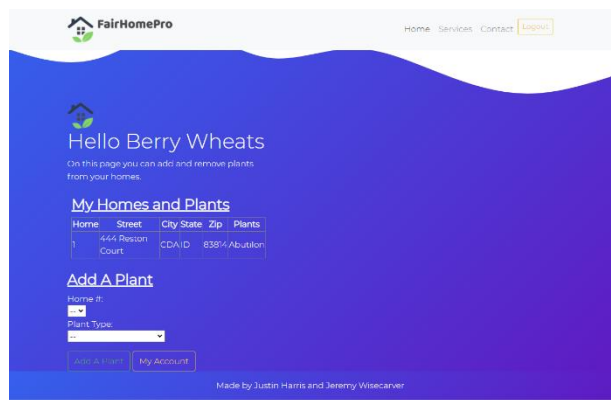 FairHomePro
Home Services Contact Logout
Hello Berry Wheats
On this page you can add and remove plants
from your homes.
My Homes and Plants
Home Street City State Zip Plants
1 444 Reston Court CDA ID 83814 Abutilon
Add A Plant
Home #:
--
Plant Type:
--
Add A Plant My Account
Made by Justin Harris and Jeremy Wisecarver